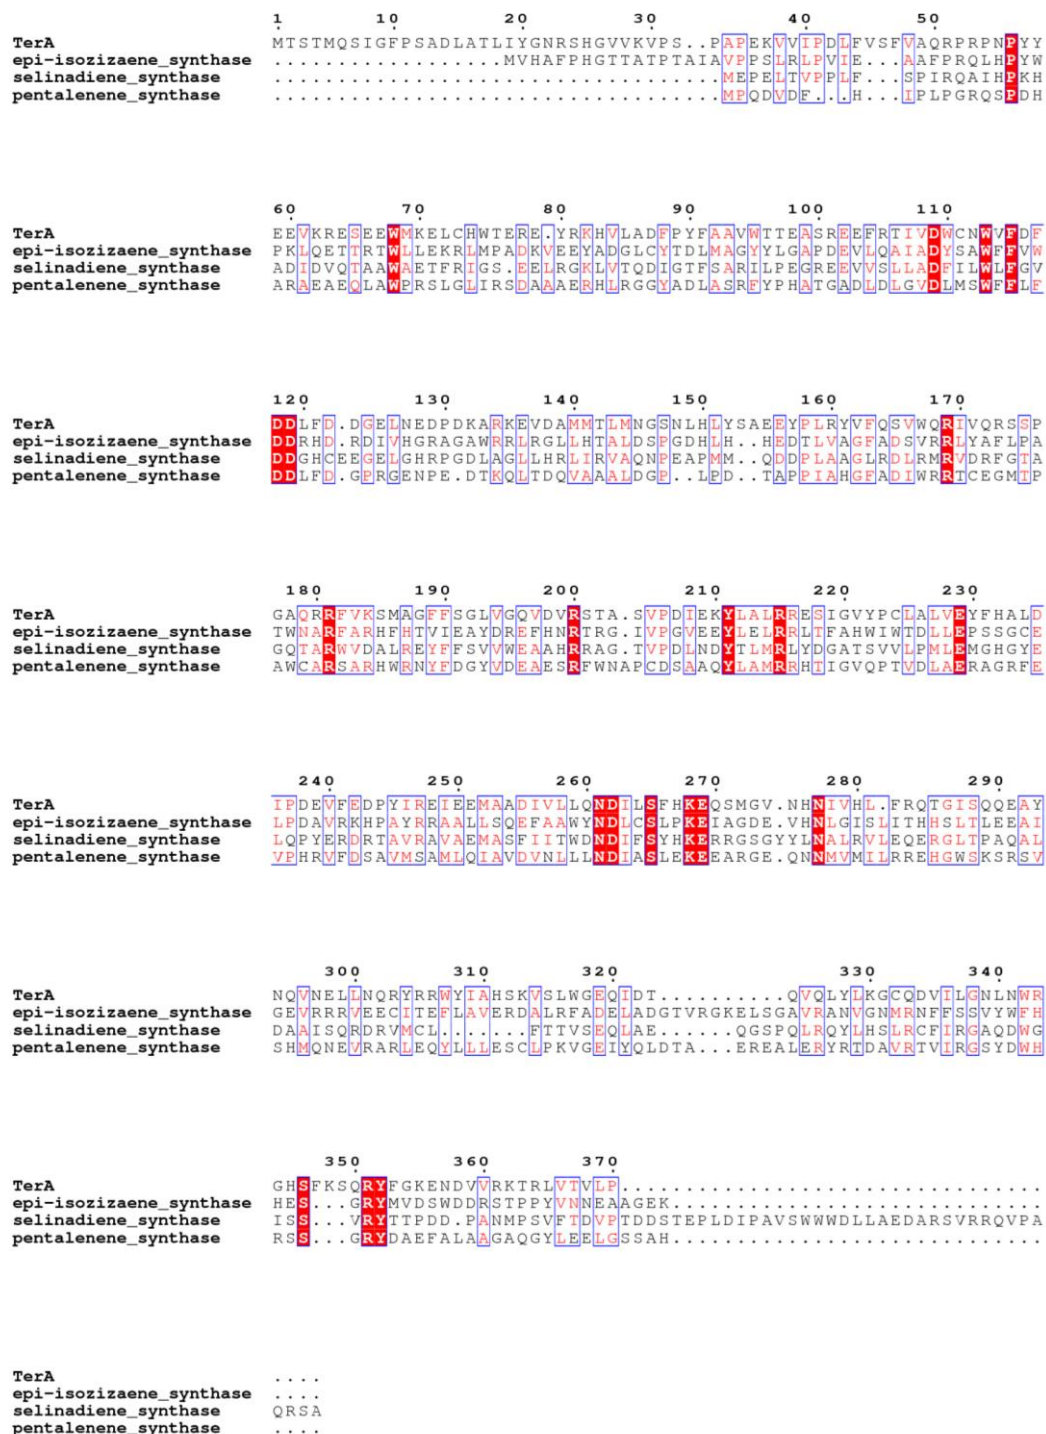 1 10 20 30 40 50
TerA MTSTMQSIGFPSADLATLIYGNRSHGVVKVPS..PAPEKVVIPDLFVSFVAQRPRPNPYY
epi-isozizaene_synthase ..................MVHAFPHGTTATPTAIAVPPSLRLPVIE...AAFPRQLHPYW
selinadiene_synthase ...................................MEPELTVPPLF...SPIRQAIHPKH
pentalenene_synthase ...................................MPQDVDF..H...IPLPGRQSPDH
60 70 80 90 100 110
TerA EEVKRESEEWMKELCHWTERE.YRKHVLADFPYFAAVWTTEASREEFRTIVDWCNWVFDF
epi-isozizaene_synthase PKLQETTRTWLLEKRLMPADKVEEYADGLCYTDLMAGYYLGAPDEVLQAIADYSAWFFVW
selinadiene_synthase ADIDVQTAAWAETFRIGS.EELRGKLVTQDIGTFSARILPEGREEVVSLLADFILWLFGV
pentalenene_synthase ARAEAEQLAWPRSLGLIRSDAAAERHLRGGYADLASRFYPHATGADLDLGVDLMSWFFLF
120 130 140 150 160 170
TerA DDLFD.DGELNEDPDKARKEVDAMMTLMNGSNLHLYSAEEYPLRYVFQSVWQRIVQRSSP
epi-isozizaene_synthase DDRHD.RDIVHGRAGAWRRLRGLLHTALDSPGDHLH..HEDTLVAGFADSVRRLYAFLPA
selinadiene_synthase DDGHCEEGELGHRPGDLAGLLHRLIRVAQNPEAPMM..QDDPLAAGLRDLRMRVDRFGTA
pentalenene_synthase DDLFD.GPRGENPE.DTKQLTDQVAAALDGP..LPD..TAPPIAHGFADIWRRTCEGMTP
180 190 200 210 220 230
TerA GAQRRFVKSMAGFFSGLVGQVDVRSTA.SVPDIEKYLALRRESIGVYPCLALVEYFHALD
epi-isozizaene_synthase TWNARFARHFHTVIEAYDREFHNRTRG.IVPGVEEYLELRRLTFAHWIWTDLLEPSSGCE
selinadiene_synthase GQTARWVDALREYFFSVVWEAAHRRAG.TVPDLNDYTLMRLYDGATSVVLPMLEMGHGYE
pentalenene_synthase AWCARSARHWRNYFDGYVDEAESRFWNAPCDSAAQYLAMRRHTIGVQPTVDLAERAGRFE
240 250 260 270 280 290
TerA IPDEVFEDPYIREIEEMAADIVLLQNDILSFHKEQSMGV.NHNIVHL.FRQTGISQQEAY
epi-isozizaene_synthase LPDAVRKHPAYRRAALLSQEFAAWYNDLCSLPKEIAGDE.VHNLGISLITHHSLTLEEAI
selinadiene_synthase LQPYERDRTAVRAVAEMASFIITWDNDIFSYHKERRGSGYYLNALRVLEQERGLTPAQAL
pentalenene_synthase VPHRVFDSAVMSAMLQIAVDVNLLLNDIASLEKEEARGE.QNNMVMILRREHGWSKSRSV
300 310 320 330 340
TerA NQVNELLNQRYRRWYIAHSKVSLWGEQIDT..........QVQLYLKGCQDVILGNLNWR
epi-isozizaene_synthase GEVRRRVEECITEFLAVERDALRFADELADGTVRGKELSGAVRANVGNMRNFFSSVYWFH
selinadiene_synthase DAAISQRDRVMCL......FTTVSEQLAE......QGSPQLRQYLHSLRCFIRGAQDWG
pentalenene_synthase SHMQNEVRARLEQYLLLESCLPKVGEIYQLDTA...EREALERYRTDAVRTVIRGSYDWH
350 360 370
TerA GHSFKSQRYFGKENDVVRKTRLVTVLP.................................
epi-isozizaene_synthase HES...GRYMVDSWDDRSTPPYVNNEAAGEK.............................
selinadiene_synthase ISS...VRYTTPDD.PANMPSVFTDVPTDDSTEPLDIPAVSWWWDLLAEDARSVRRQVPA
pentalenene_synthase RSS...GRYDAEFALAAGAQGYLEELGSSAH.............................
TerA ....
epi-isozizaene_synthase ....
selinadiene_synthase QRSA
pentalenene_synthase ....